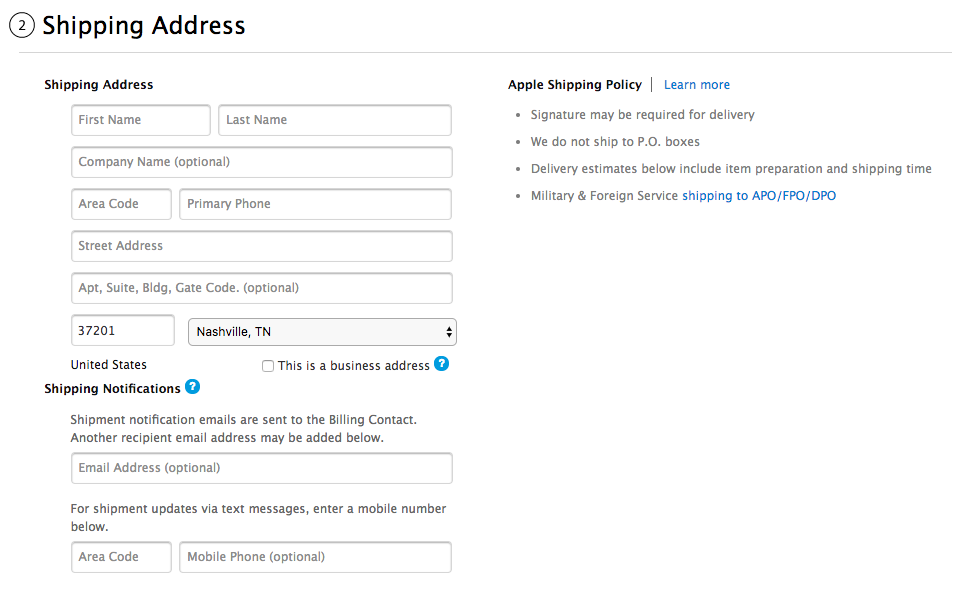 2 Shipping Address
Shipping Address
First Name Last Name
Company Name (optional)
Area Code Primary Phone
Street Address
Apt, Suite, Bldg, Gate Code. (optional)
37201 Nashville, TN
United States This is a business address ?
Shipping Notifications ?
Shipment notification emails are sent to the Billing Contact.
Another recipient email address may be added below.
Email Address (optional)
For shipment updates via text messages, enter a mobile number
below.
Area Code Mobile Phone (optional)
Apple Shipping Policy | Learn more
• Signature may be required for delivery
• We do not ship to P.O. boxes
• Delivery estimates below include item preparation and shipping time
• Military & Foreign Service shipping to APO/FPO/DPO